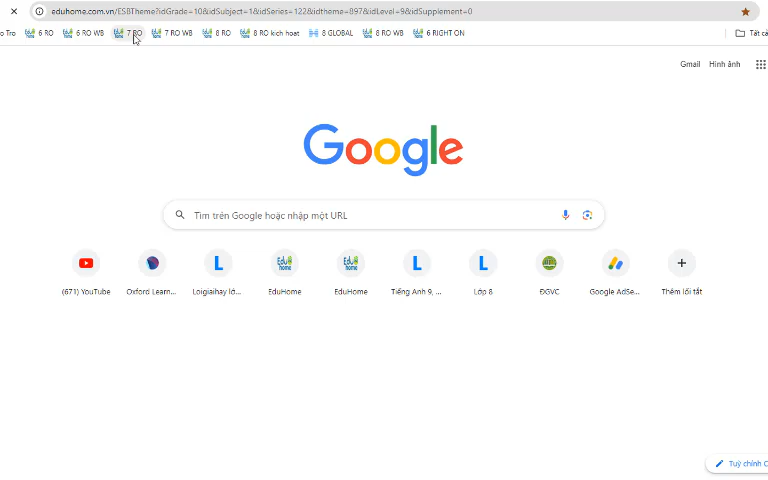 eduhome.com.vn/ESBTheme?idGrade=10&idSubject=1&idSeries=122&idtheme=897&idLevel=9&idSupplement=0
o Tro 6 RO 6 RO WB 7 RO 7 RO WB 8 RO 8 RO kich hoat 8 GLOBAL 8 RO WB 6 RIGHT ON Tất cả
Gmail Hình ảnh
Google
Tìm trên Google hoặc nhập một URL
(671) YouTube Oxford Learn... Loigiaihay lớ... EduHome EduHome Tiếng Anh 9, ... Lớp 8 ĐGVC Google AdSe... Thêm lối tắt
Tuỳ chỉnh C